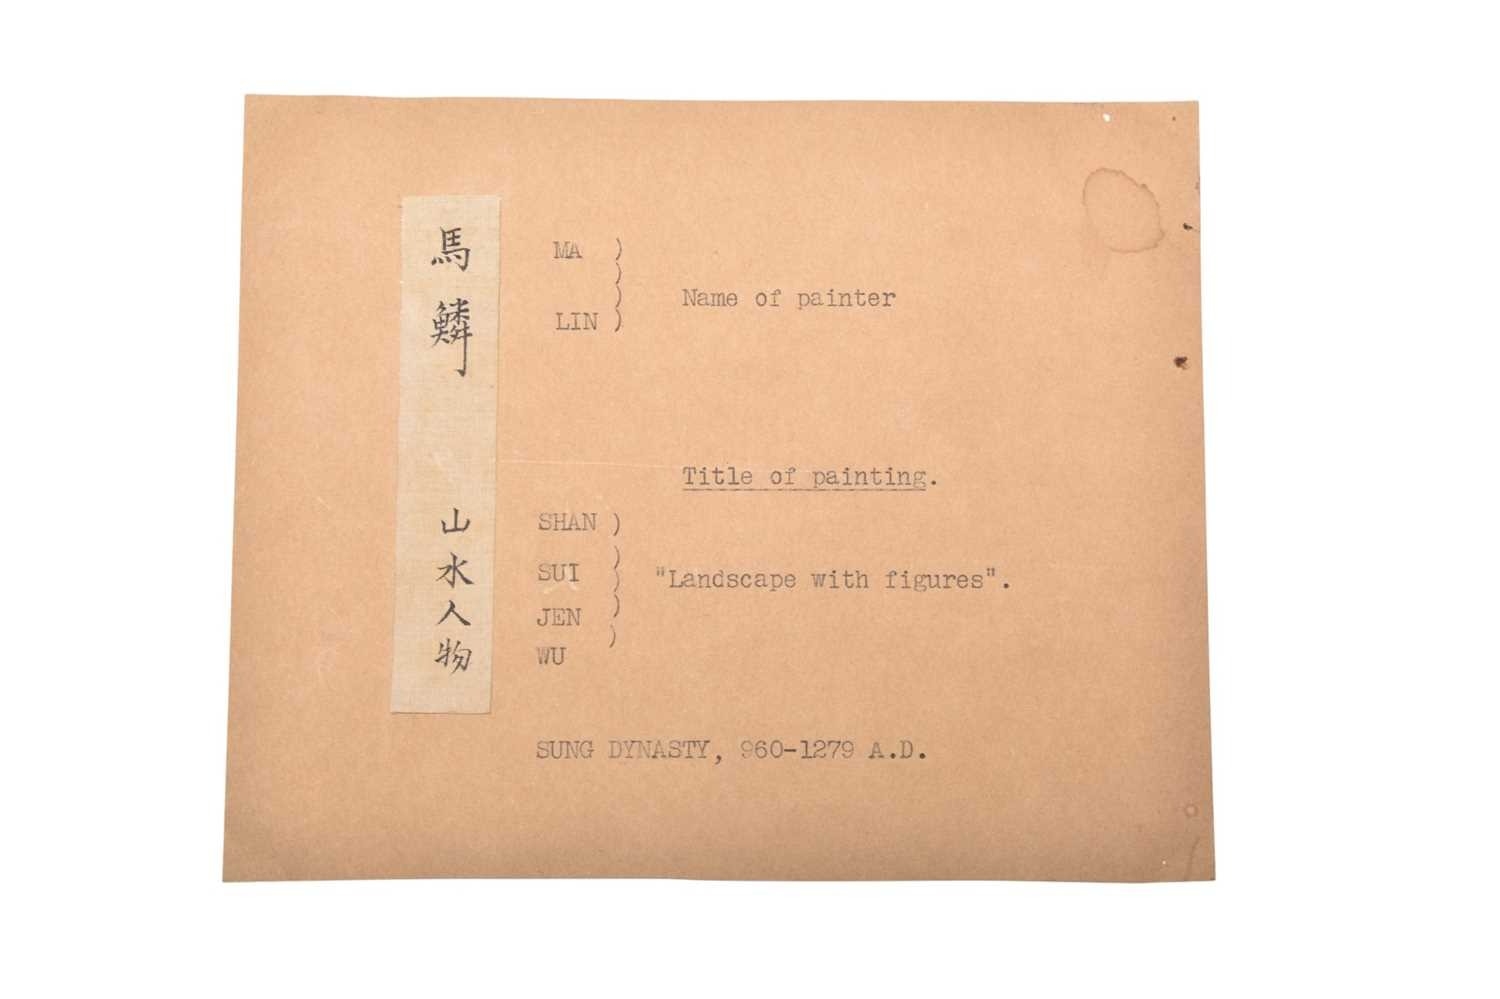 馬鱗
山水人物
MA )
)
) Name of painter
LIN )
Title of painting.
SHAN )
)
SUI ) "Landscape with figures".
JEN )
)
WU
SUNG DYNASTY, 960-1279 A.D.